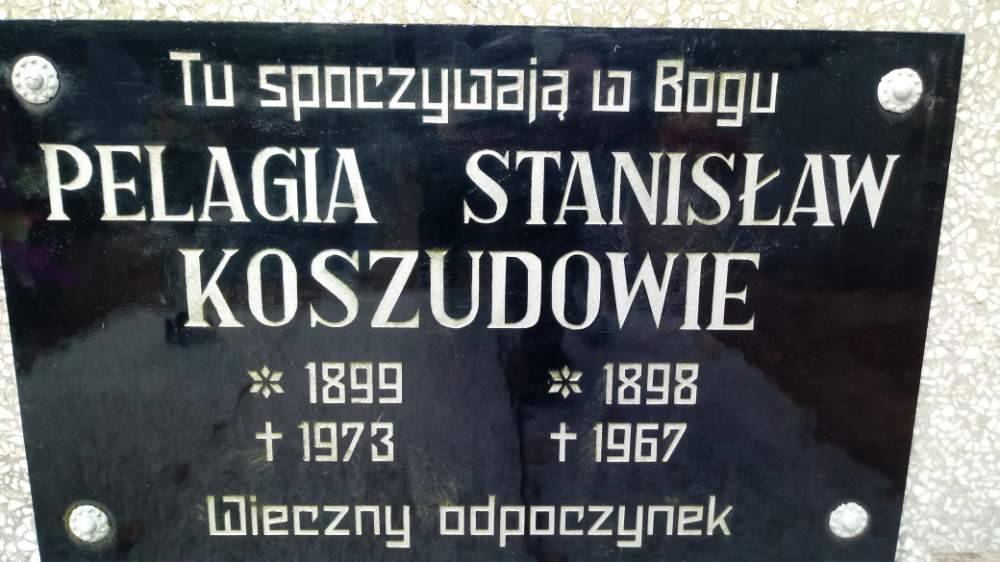 Tu spoczywają w Bogu
PELAGIA STANISŁAW
KOSZUDOWIE
* 1899 * 1898
† 1973 † 1967
Wieczny odpoczynek